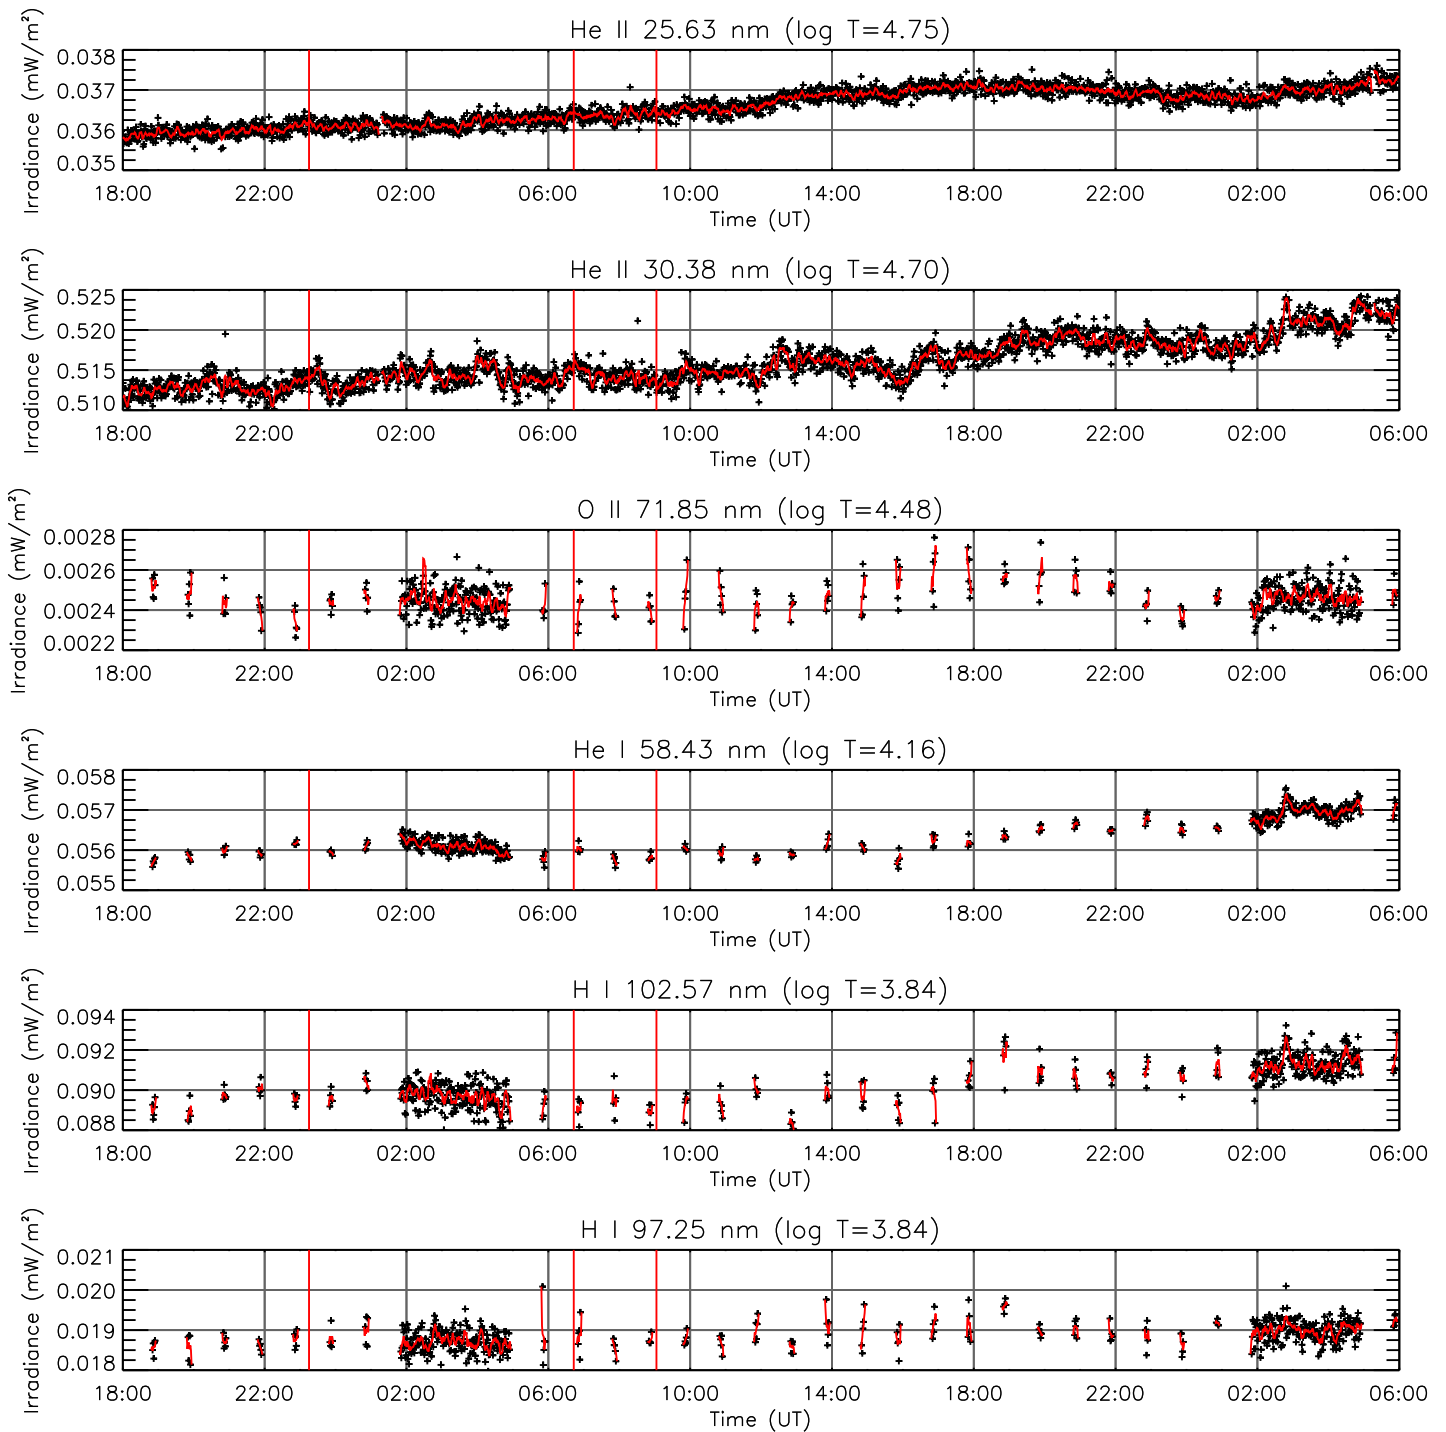 He II 25.63 nm (log T=4.75)
Irradiance (mW/m²)
0.038
0.037
0.036
0.035
18:00 22:00 02:00 06:00 10:00 14:00 18:00 22:00 02:00 06:00
Time (UT)
He II 30.38 nm (log T=4.70)
Irradiance (mW/m²)
0.525
0.520
0.515
0.510
18:00 22:00 02:00 06:00 10:00 14:00 18:00 22:00 02:00 06:00
Time (UT)
O II 71.85 nm (log T=4.48)
Irradiance (mW/m²)
0.0028
0.0026
0.0024
0.0022
18:00 22:00 02:00 06:00 10:00 14:00 18:00 22:00 02:00 06:00
Time (UT)
He I 58.43 nm (log T=4.16)
Irradiance (mW/m²)
0.058
0.057
0.056
0.055
18:00 22:00 02:00 06:00 10:00 14:00 18:00 22:00 02:00 06:00
Time (UT)
H I 102.57 nm (log T=3.84)
Irradiance (mW/m²)
0.094
0.092
0.090
0.088
18:00 22:00 02:00 06:00 10:00 14:00 18:00 22:00 02:00 06:00
Time (UT)
H I 97.25 nm (log T=3.84)
Irradiance (mW/m²)
0.021
0.020
0.019
0.018
18:00 22:00 02:00 06:00 10:00 14:00 18:00 22:00 02:00 06:00
Time (UT)